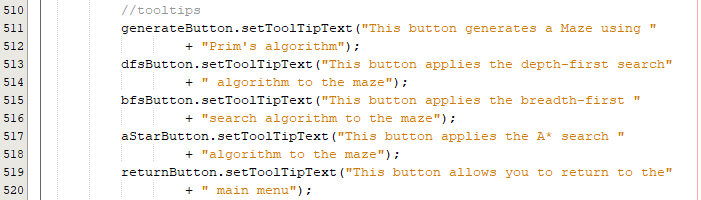 510 //tooltips
511 generateButton.setToolTipText("This button generates a Maze using "
512 + "Prim's algorithm");
513 dfsButton.setToolTipText("This button applies the depth-first search"
514 + " algorithm to the maze");
515 bfsButton.setToolTipText("This button applies the breadth-first "
516 + "search algorithm to the maze");
517 aStarButton.setToolTipText("This button applies the A* search "
518 + "algorithm to the maze");
519 returnButton.setToolTipText("This button allows you to return to the"
520 + " main menu");